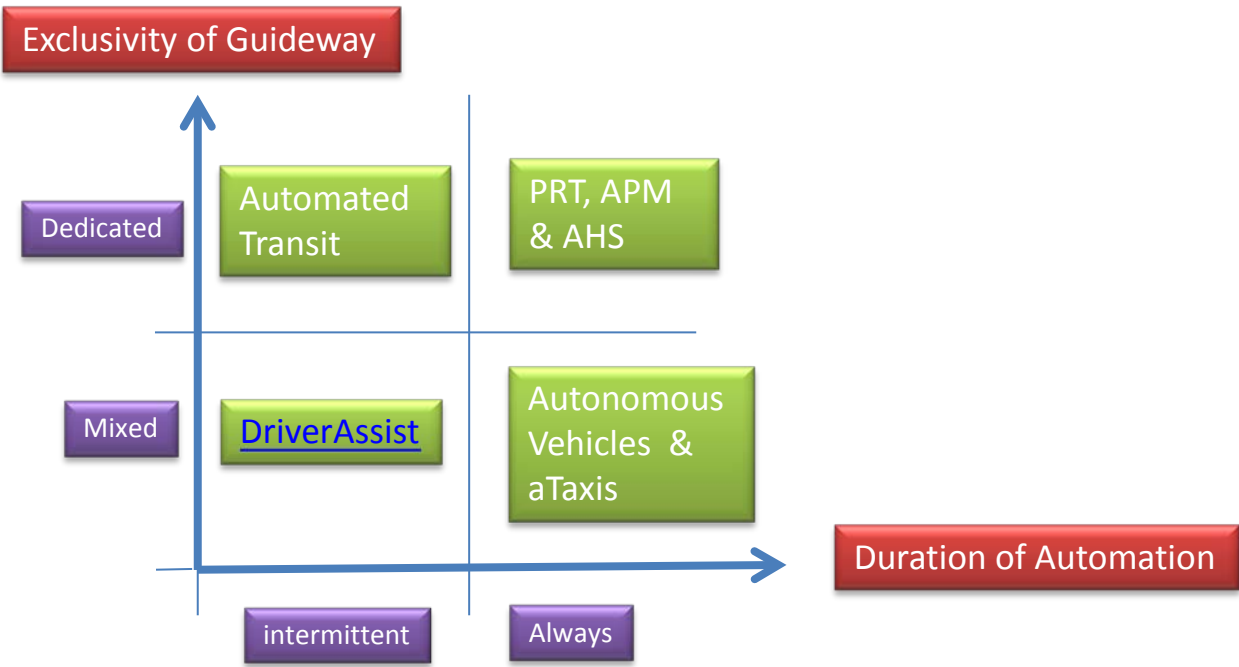 Exclusivity of Guideway
Automated
Transit
PRT, APM
& AHS
Dedicated
Mixed
DriverAssist
Autonomous
Vehicles &
aTaxis
Duration of Automation
intermittent
Always